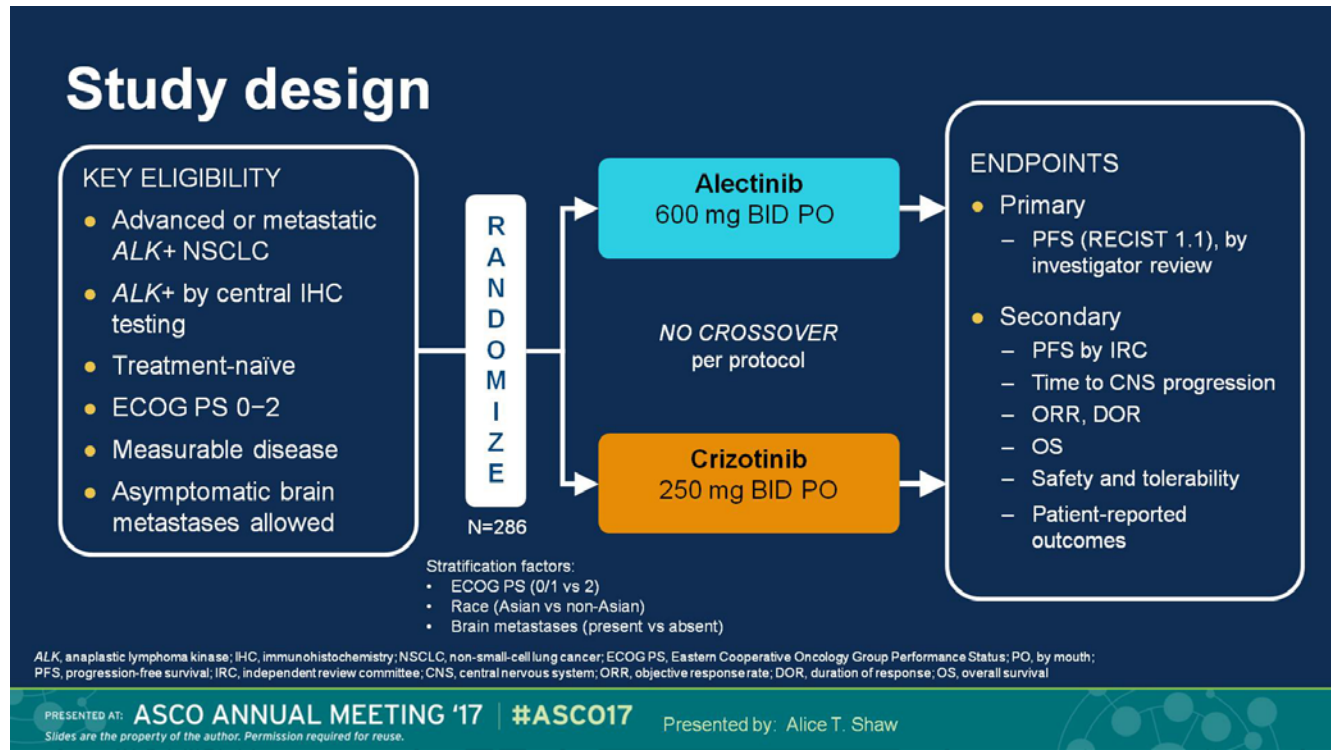 Study design
KEY ELIGIBILITY
● Advanced or metastatic
ALK+ NSCLC
● ALK+ by central IHC
testing
● Treatment-naïve
● ECOG PS 0−2
● Measurable disease
● Asymptomatic brain
metastases allowed
RANDOMIZE
N=286
Stratification factors:
• ECOG PS (0/1 vs 2)
• Race (Asian vs non-Asian)
• Brain metastases (present vs absent)
Alectinib
600 mg BID PO
NO CROSSOVER
per protocol
Crizotinib
250 mg BID PO
ENDPOINTS
● Primary
– PFS (RECIST 1.1), by
investigator review
● Secondary
– PFS by IRC
– Time to CNS progression
– ORR, DOR
– OS
– Safety and tolerability
– Patient-reported
outcomes
ALK, anaplastic lymphoma kinase; IHC, immunohistochemistry; NSCLC, non-small-cell lung cancer; ECOG PS, Eastern Cooperative Oncology Group Performance Status; PO, by mouth;
PFS, progression-free survival; IRC, independent review committee; CNS, central nervous system; ORR, objective response rate; DOR, duration of response; OS, overall survival
PRESENTED AT: ASCO ANNUAL MEETING '17 | #ASCO17
Slides are the property of the author. Permission required for reuse.
Presented by: Alice T. Shaw